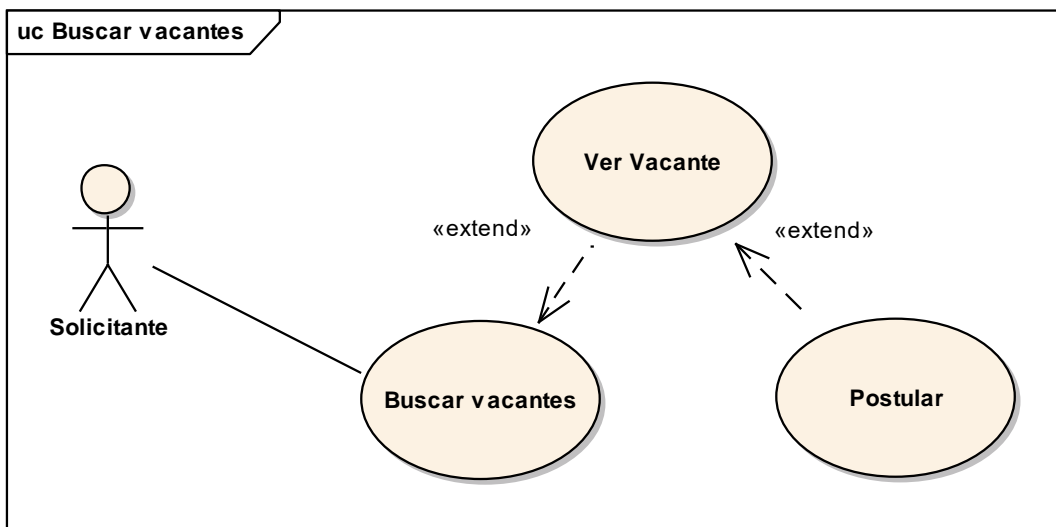 uc Buscar vacantes
Ver Vacante
«extend»
«extend»
Solicitante
Buscar vacantes
Postular